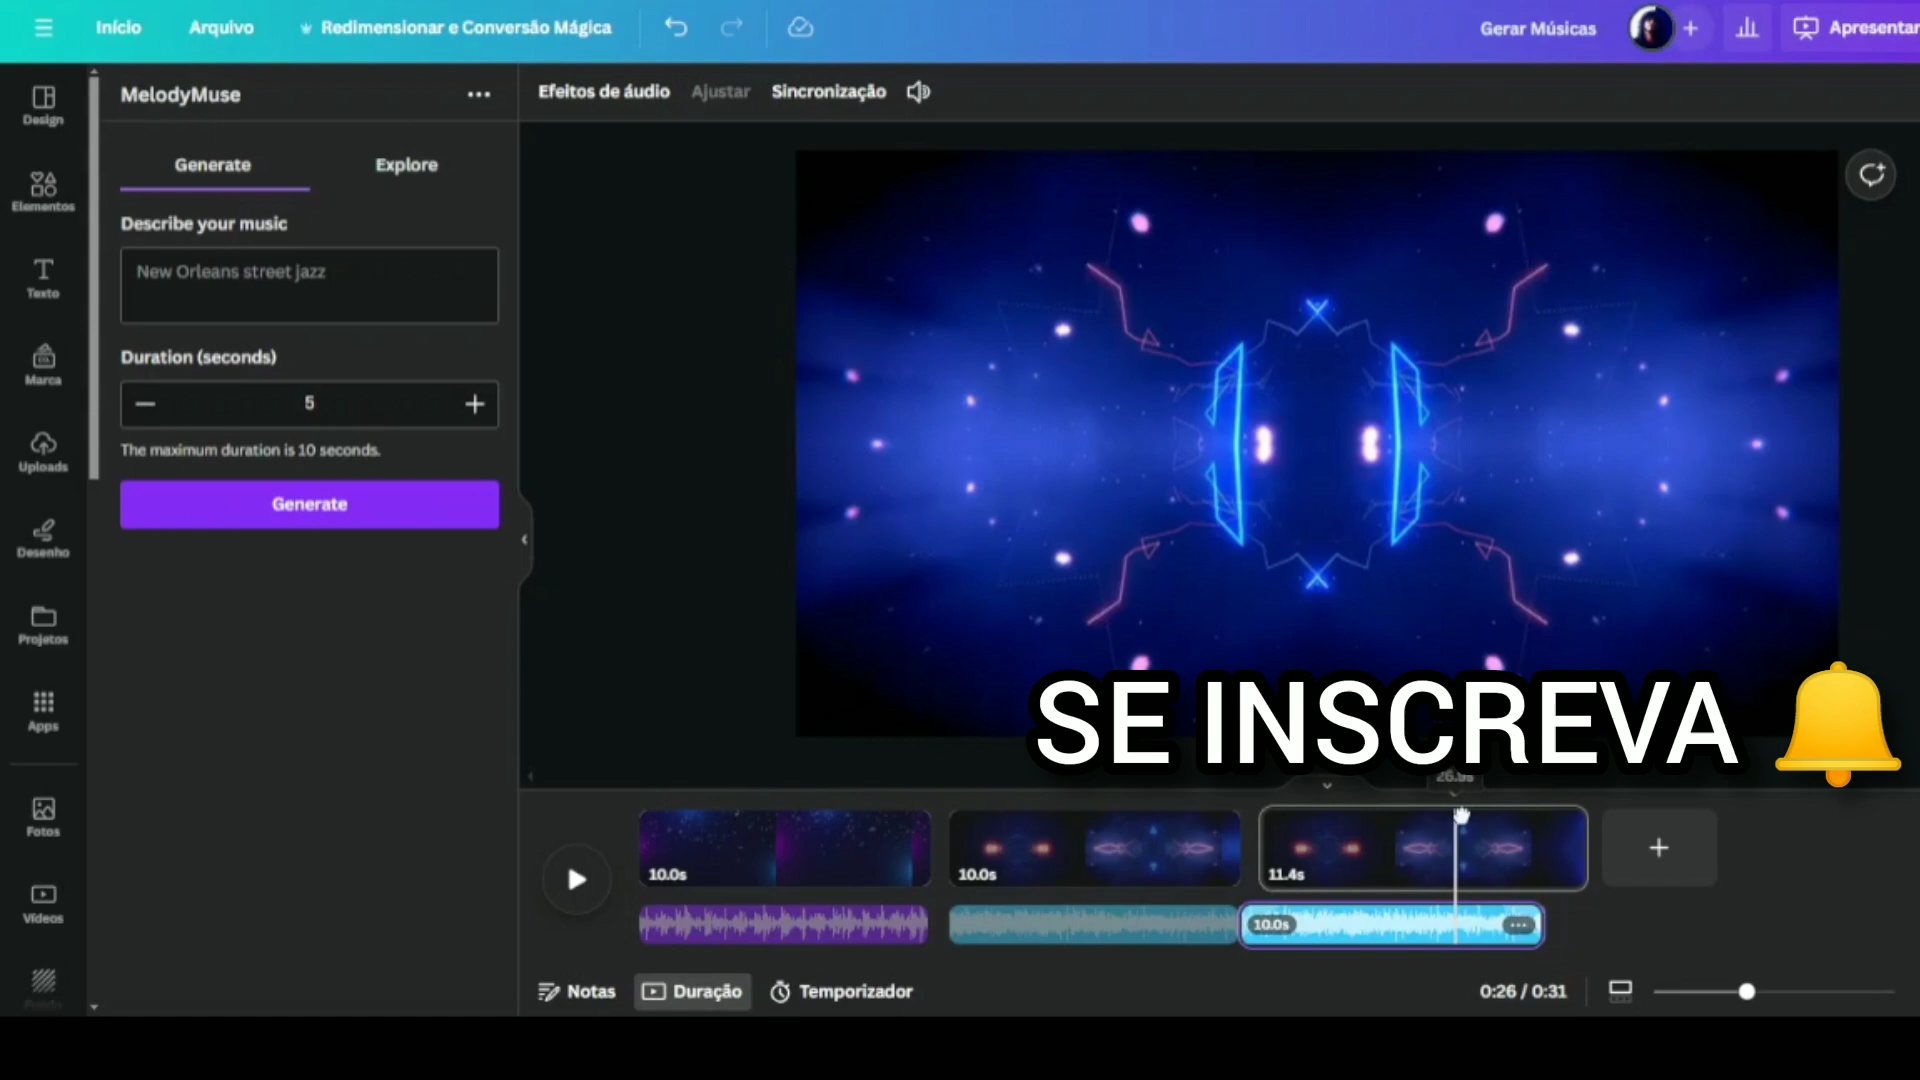 Início
Arquivo
Redimensionar e Conversão Mágica
Gerar Músicas
Apresentar
Design
Elementos
Texto
Marca
Uploads
Desenho
Projetos
Apps
Fotos
Vídeos
MelodyMuse
Generate
Explore
Describe your music
New Orleans street jazz
Duration (seconds)
5
The maximum duration is 10 seconds.
Generate
Efeitos de áudio
Ajustar
Sincronização
SE INSCREVA
26.9s
10.0s
10.0s
11.4s
10.0s
Notas
Duração
Temporizador
0:26 / 0:31